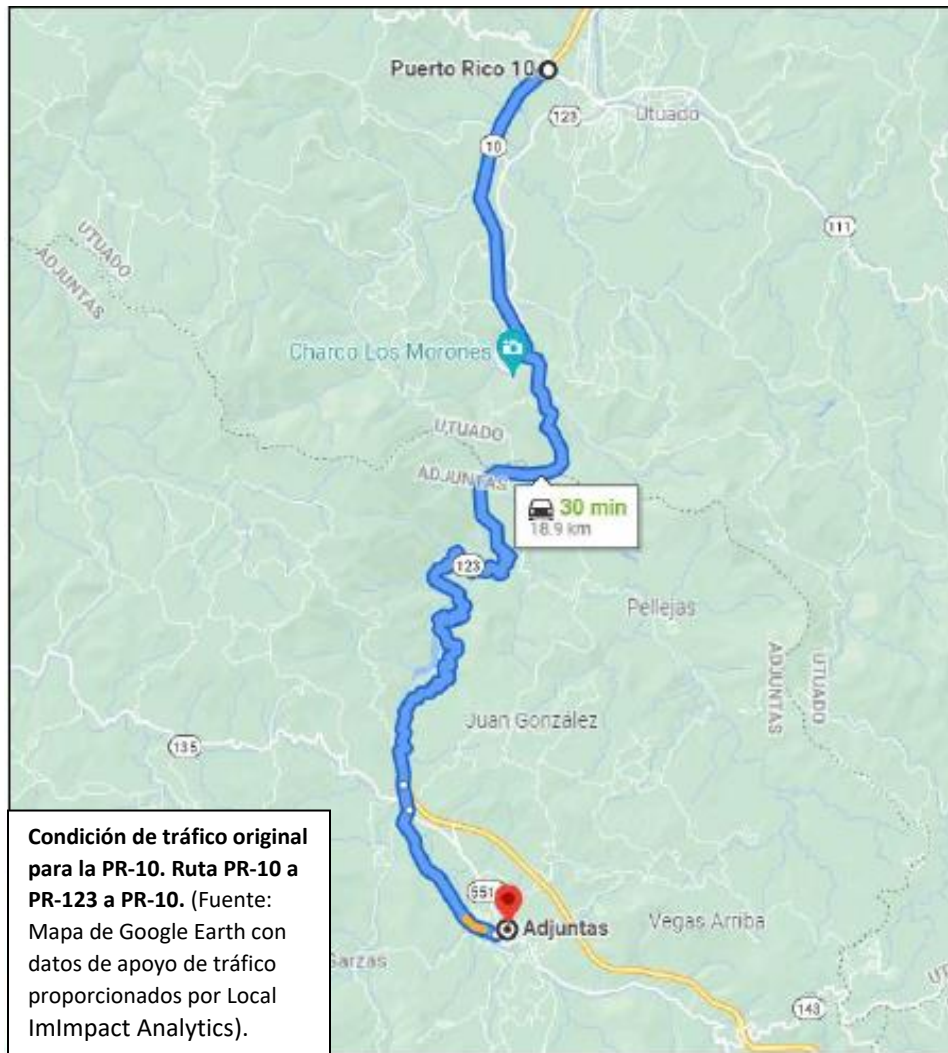 Puerto Rico 10
123
Utuado
10
111
UTUADO
ADJUNTAS
Charco Los Morones
UTUADO
ADJUNTAS
30 min
18.9 km
123
Pellejas
ADJUNTAS
UTUADO
Juan González
135
Condición de tráfico original
para la PR-10. Ruta PR-10 a
PR-123 a PR-10. (Fuente:
Mapa de Google Earth con
datos de apoyo de tráfico
proporcionados por Local
ImImpact Analytics).
551
Adjuntas
Vegas Arriba
143